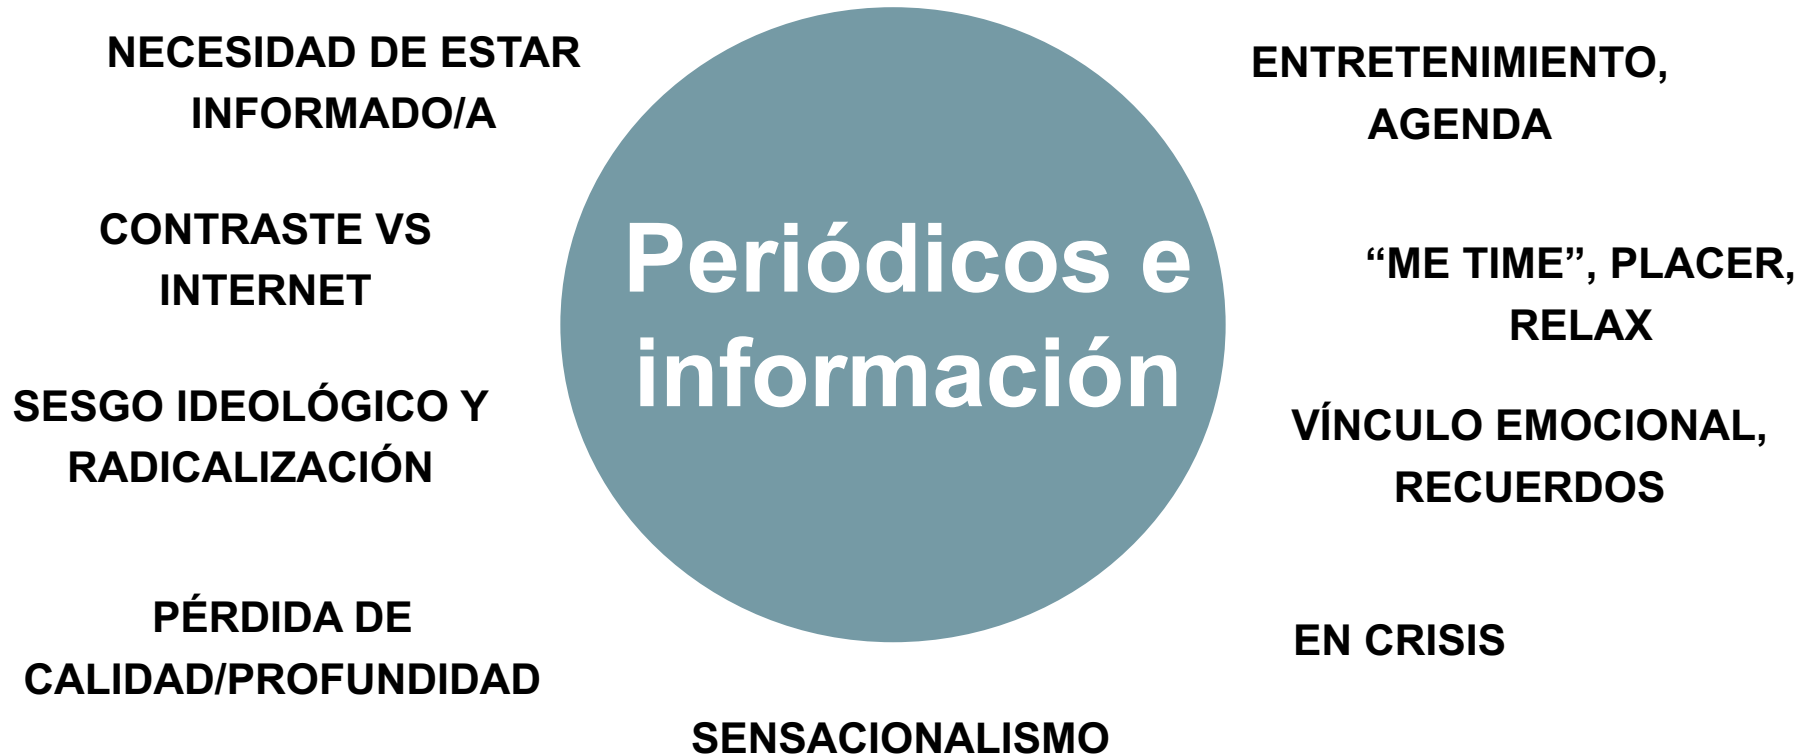 NECESIDAD DE ESTAR
INFORMADO/A
CONTRASTE VS
INTERNET
SESGO IDEOLÓGICO Y
RADICALIZACIÓN
PÉRDIDA DE
CALIDAD/PROFUNDIDAD
Periódicos e
información
SENSACIONALISMO
ENTRETENIMIENTO,
AGENDA
“ME TIME”, PLACER,
RELAX
VÍNCULO EMOCIONAL,
RECUERDOS
EN CRISIS